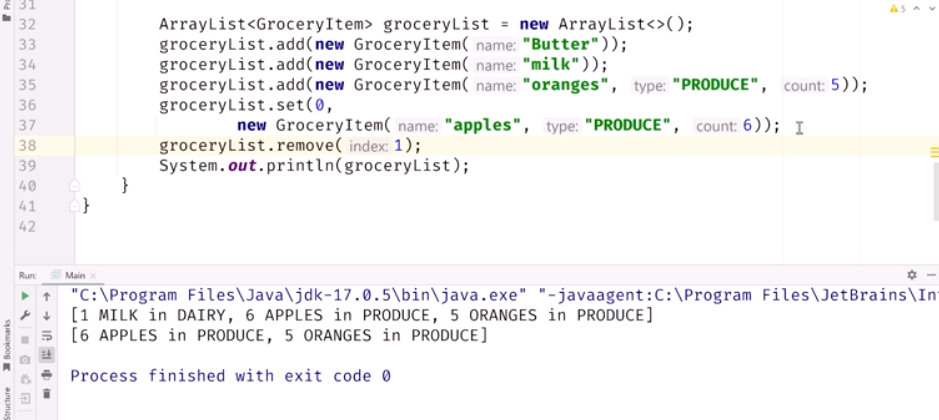 31
5
32 ArrayList<GroceryItem> groceryList = new ArrayList<>();
33 groceryList.add(new GroceryItem( name: "Butter"));
34 groceryList.add(new GroceryItem( name: "milk"));
35 groceryList.add(new GroceryItem( name: "oranges", type: "PRODUCE", count: 5));
36 groceryList.set(0,
37 new GroceryItem( name: "apples", type: "PRODUCE", count: 6));
38 groceryList.remove( index: 1);
39 System.out.println(groceryList);
40 }
41 }
42
Run: Main
"C:\Program Files\Java\jdk-17.0.5\bin\java.exe" "-javaagent:C:\Program Files\JetBrains\In
[1 MILK in DAIRY, 6 APPLES in PRODUCE, 5 ORANGES in PRODUCE]
[6 APPLES in PRODUCE, 5 ORANGES in PRODUCE]
Process finished with exit code 0
Bookmarks
Structure